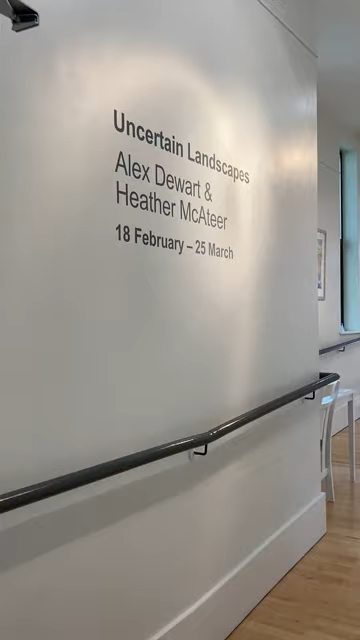 Uncertain Landscapes
Alex Dewart &
Heather McAteer
18 February – 25 March